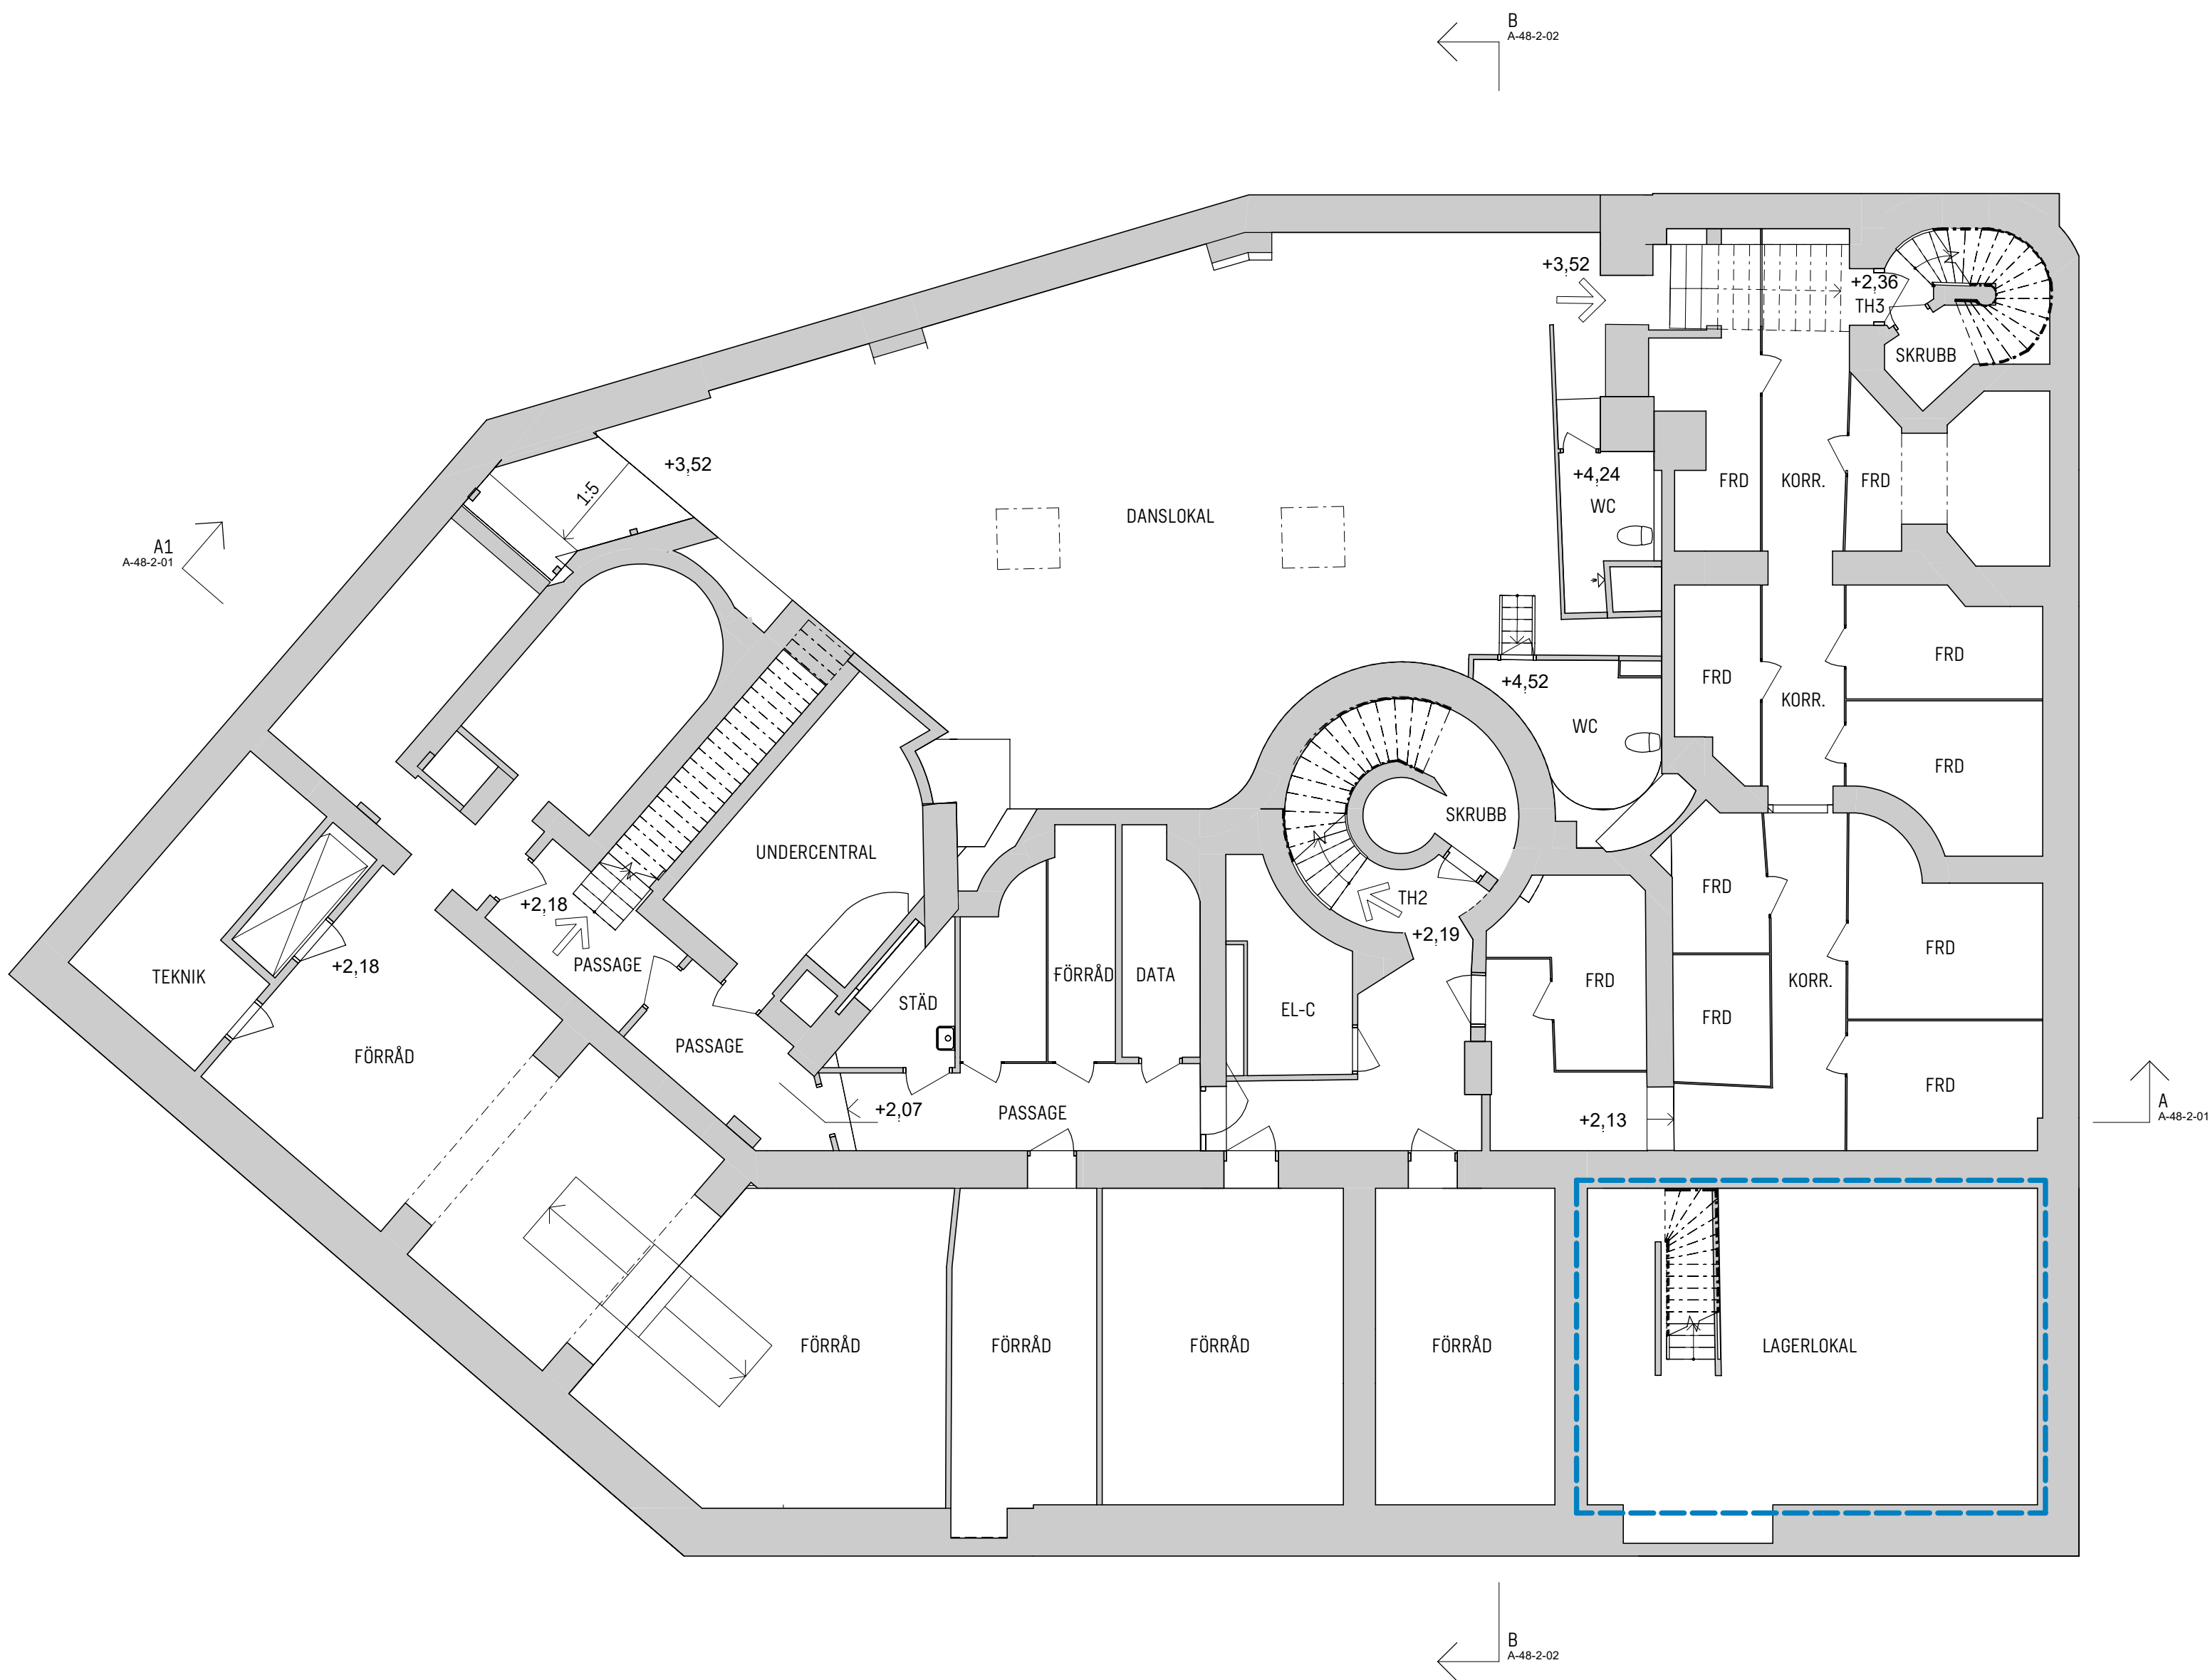 B
A-48-2-02
+3,52
+2,36
TH3
SKRUBB
+3,52
1:5
+4,24
WC
FRD
KORR.
FRD
DANSLOKAL
A1
A-48-2-01
FRD
FRD
KORR.
+4,52
WC
FRD
SKRUBB
UNDERCENTRAL
FRD
TH2
+2,18
+2,19
PASSAGE
+2,18
TEKNIK
FÖRRÅD
DATA
FRD
KORR.
FRD
STÄD
EL-C
FRD
PASSAGE
FÖRRÅD
FRD
+2,07
PASSAGE
+2,13
A
A-48-2-01
FÖRRÅD
FÖRRÅD
FÖRRÅD
FÖRRÅD
LAGERLOKAL
B
A-48-2-02